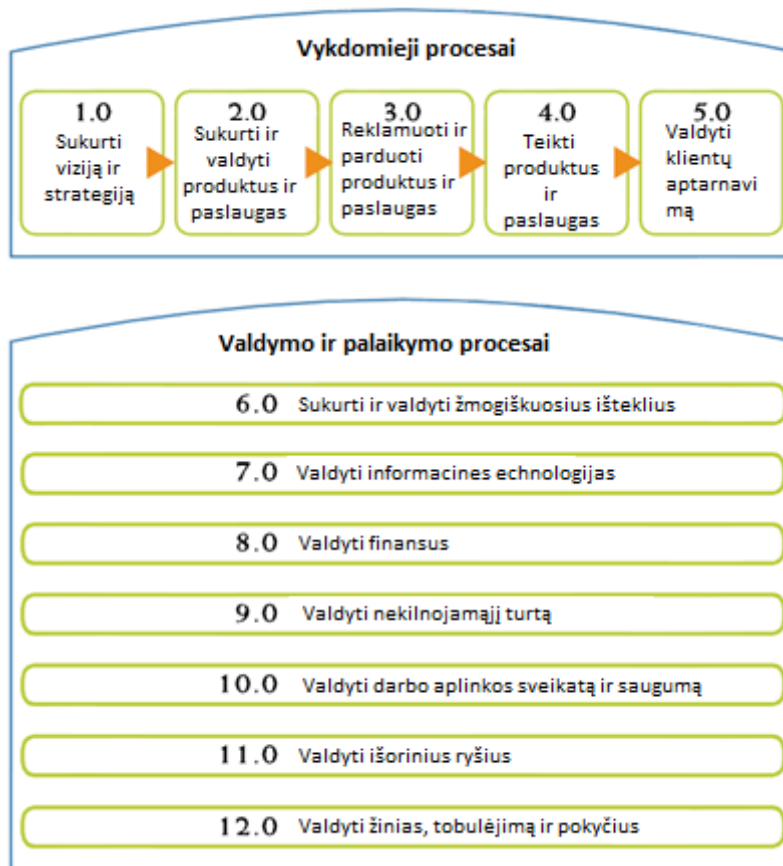 Vykdomieji procesai
1.0
Sukurti
viziją ir
strategiją
2.0
Sukurti ir
valdyti
produktus ir
paslaugas
3.0
Reklamuoti ir
parduoti
produktus ir
paslaugas
4.0
Teikti
produktus
ir
paslaugas
5.0
Valdyti
klientų
aptarnavi
mą
Valdymo ir palaikymo procesai
6.0 Sukurti ir valdyti žmogiškuosius išteklius
7.0 Valdyti informacines echnologijas
8.0 Valdyti finansus
9.0 Valdyti nekilnojamąjį turtą
10.0 Valdyti darbo aplinkos sveikatą ir saugumą
11.0 Valdyti išorinius ryšius
12.0 Valdyti žinias, tobulėjimą ir pokyčius